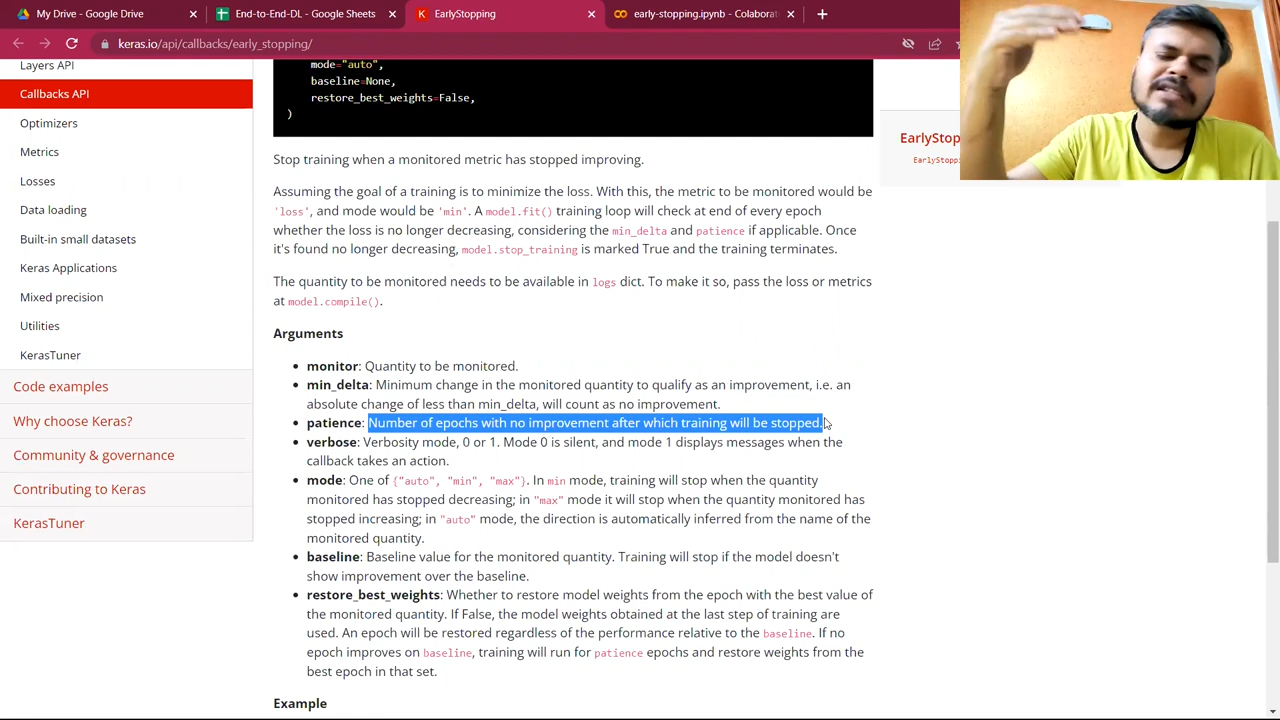 My Drive - Google Drive
End-to-End-DL - Google Sheets
EarlyStopping
early-stopping.ipynb - Colaborat
keras.io/api/callbacks/early_stopping/
Layers API
Callbacks API
Optimizers
Metrics
Losses
Data loading
Built-in small datasets
Keras Applications
Mixed precision
Utilities
KerasTuner
Code examples
Why choose Keras?
Community & governance
Contributing to Keras
KerasTuner
mode="auto",
baseline=None,
restore_best_weights=False,
)
Stop training when a monitored metric has stopped improving.
Assuming the goal of a training is to minimize the loss. With this, the metric to be monitored would be
'loss', and mode would be 'min'. A model.fit() training loop will check at end of every epoch
whether the loss is no longer decreasing, considering the min_delta and patience if applicable. Once
it's found no longer decreasing, model.stop_training is marked True and the training terminates.
The quantity to be monitored needs to be available in logs dict. To make it so, pass the loss or metrics
at model.compile().
Arguments
• monitor: Quantity to be monitored.
• min_delta: Minimum change in the monitored quantity to qualify as an improvement, i.e. an
absolute change of less than min_delta, will count as no improvement.
• patience: Number of epochs with no improvement after which training will be stopped.
• verbose: Verbosity mode, 0 or 1. Mode 0 is silent, and mode 1 displays messages when the
callback takes an action.
• mode: One of {"auto", "min", "max"}. In min mode, training will stop when the quantity
monitored has stopped decreasing; in "max" mode it will stop when the quantity monitored has
stopped increasing; in "auto" mode, the direction is automatically inferred from the name of the
monitored quantity.
• baseline: Baseline value for the monitored quantity. Training will stop if the model doesn't
show improvement over the baseline.
• restore_best_weights: Whether to restore model weights from the epoch with the best value of
the monitored quantity. If False, the model weights obtained at the last step of training are
used. An epoch will be restored regardless of the performance relative to the baseline. If no
epoch improves on baseline, training will run for patience epochs and restore weights from the
best epoch in that set.
Example
EarlyStop
EarlyStoppi